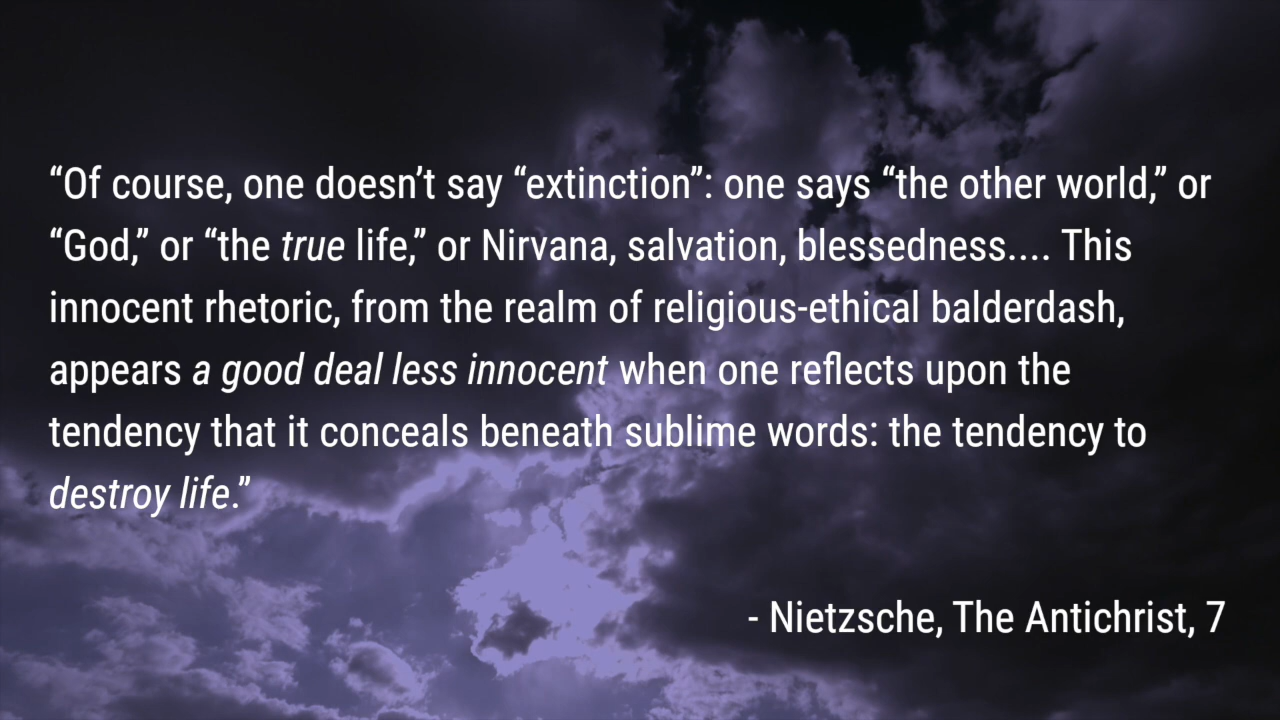 “Of course, one doesn’t say “extinction”: one says “the other world,” or
“God,” or “the true life,” or Nirvana, salvation, blessedness.... This
innocent rhetoric, from the realm of religious-ethical balderdash,
appears a good deal less innocent when one reflects upon the
tendency that it conceals beneath sublime words: the tendency to
destroy life.”
- Nietzsche, The Antichrist, 7